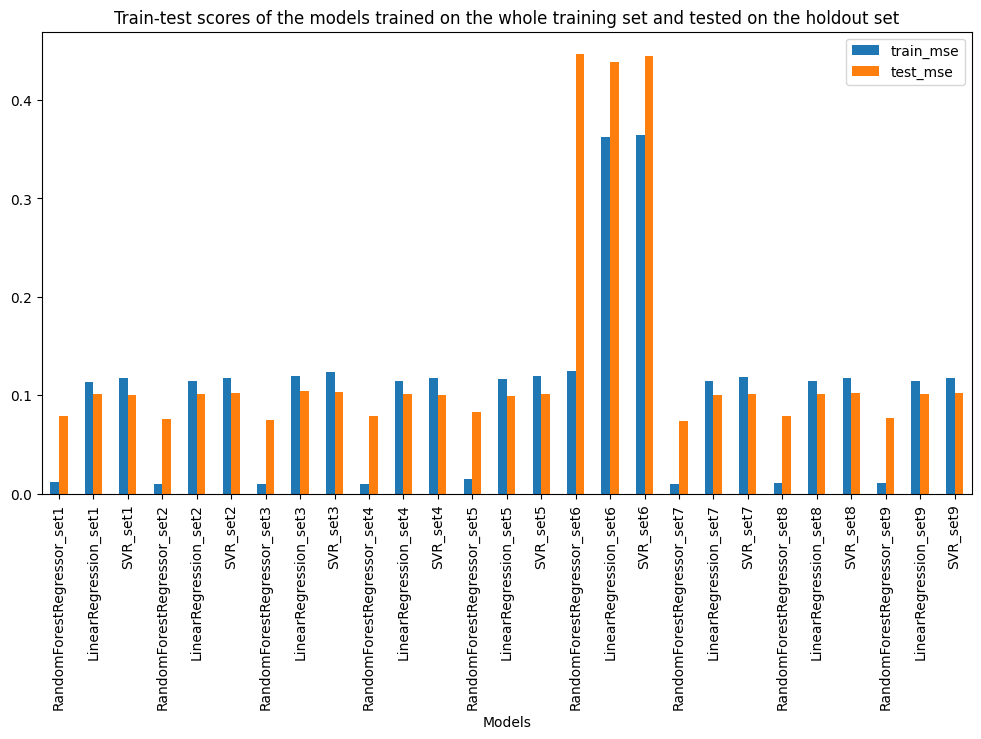 Train-test scores of the models trained on the whole training set and tested on the holdout set
train_mse
test_mse
0.4
0.3
0.2
0.1
0.0
RandomForestRegressor_set1
LinearRegression_set1
SVR_set1
RandomForestRegressor_set2
LinearRegression_set2
SVR_set2
RandomForestRegressor_set3
LinearRegression_set3
SVR_set3
RandomForestRegressor_set4
LinearRegression_set4
SVR_set4
RandomForestRegressor_set5
LinearRegression_set5
SVR_set5
RandomForestRegressor_set6
LinearRegression_set6
SVR_set6
RandomForestRegressor_set7
LinearRegression_set7
SVR_set7
RandomForestRegressor_set8
LinearRegression_set8
SVR_set8
RandomForestRegressor_set9
LinearRegression_set9
SVR_set9
Models